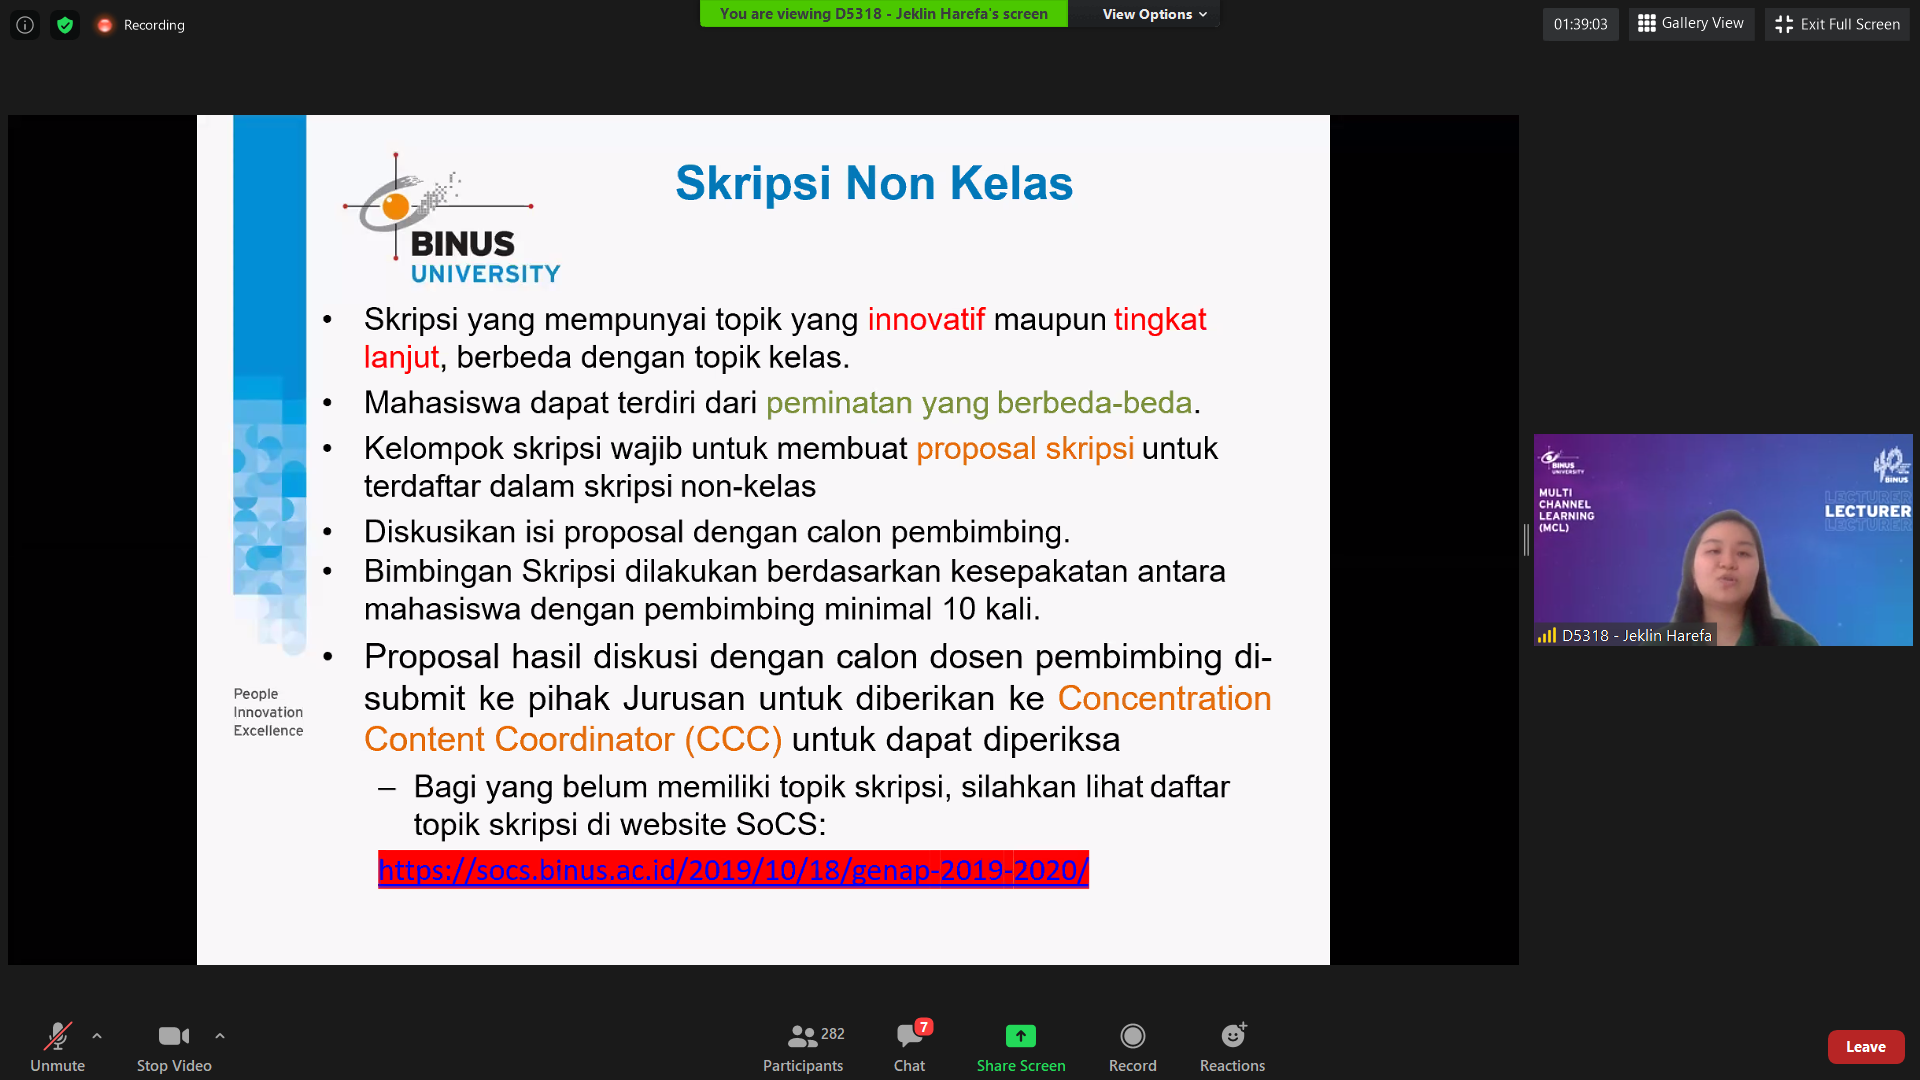 Recording
You are viewing D5318 - Jeklin Harefa's screen
View Options
01:39:03
Gallery View
Exit Full Screen
BINUS
UNIVERSITY
Skripsi Non Kelas
• Skripsi yang mempunyai topik yang innovatif maupun tingkat
lanjut, berbeda dengan topik kelas.
• Mahasiswa dapat terdiri dari peminatan yang berbeda-beda.
• Kelompok skripsi wajib untuk membuat proposal skripsi untuk
terdaftar dalam skripsi non-kelas
• Diskusikan isi proposal dengan calon pembimbing.
• Bimbingan Skripsi dilakukan berdasarkan kesepakatan antara
mahasiswa dengan pembimbing minimal 10 kali.
• Proposal hasil diskusi dengan calon dosen pembimbing di-
submit ke pihak Jurusan untuk diberikan ke Concentration
Content Coordinator (CCC) untuk dapat diperiksa
– Bagi yang belum memiliki topik skripsi, silahkan lihat daftar
topik skripsi di website SoCS:
https://socs.binus.ac.id/2019/10/18/genap-2019-2020/
People
Innovation
Excellence
BINUS
UNIVERSITY
MULTI
CHANNEL
LEARNING
(MCL)
40
BINUS
LECTURER
LECTURER
LECTURER
D5318 - Jeklin Harefa
Unmute
Stop Video
282
Participants
7
Chat
Share Screen
Record
Reactions
Leave